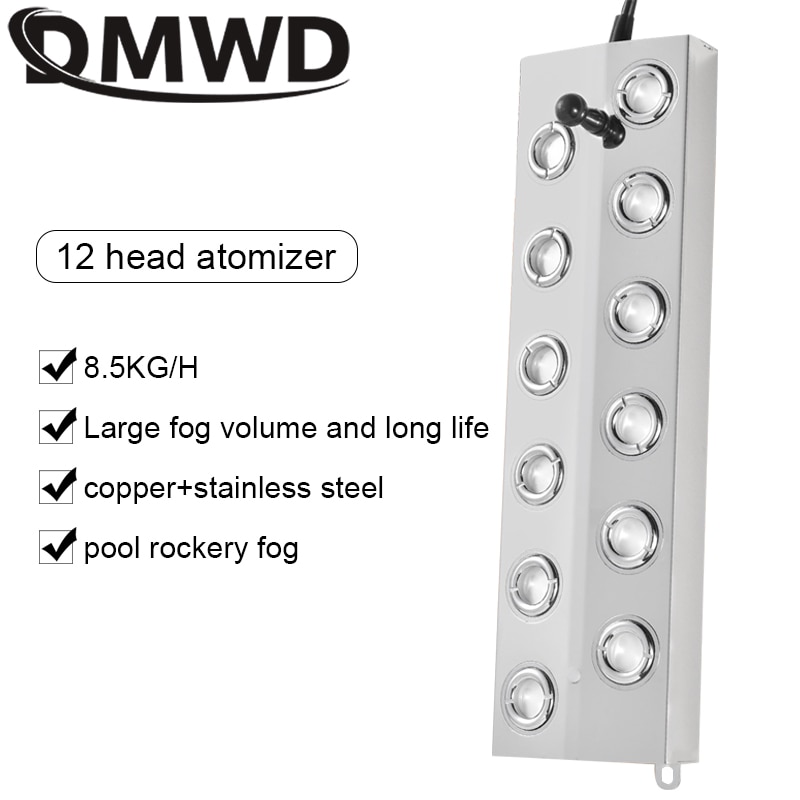 DMWD
12 head atomizer
8.5KG/H
Large fog volume and long life
copper+stainless steel
pool rockery fog